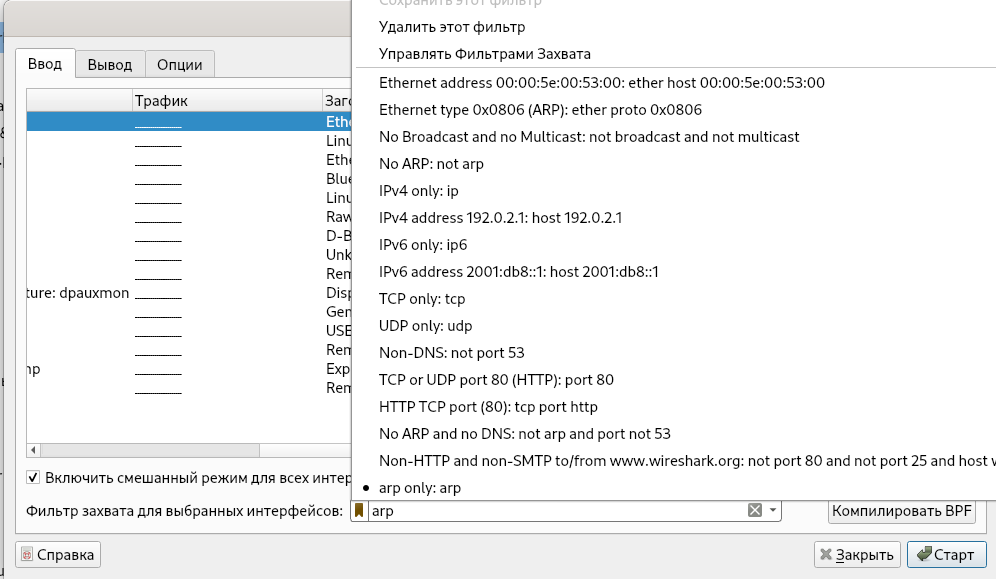 Сохранить этот фильтр
Удалить этот фильтр
Управлять Фильтрами Захвата
Ввод Вывод Опции
Ethernet address 00:00:5e:00:53:00: ether host 00:00:5e:00:53:00
Трафик Заго
Ethernet type 0x0806 (ARP): ether proto 0x0806
Ethe
No Broadcast and no Multicast: not broadcast and not multicast
Linu
Ethe
No ARP: not arp
Blue
IPv4 only: ip
Linu
Raw
IPv4 address 192.0.2.1: host 192.0.2.1
D-B
IPv6 only: ip6
Unk
Rem
IPv6 address 2001:db8::1: host 2001:db8::1
ture: dpauxmon Disp
TCP only: tcp
Gen
UDP only: udp
USE
Rem
Non-DNS: not port 53
mp Exp
TCP or UDP port 80 (HTTP): port 80
Rem
HTTP TCP port (80): tcp port http
No ARP and no DNS: not arp and port not 53
Non-HTTP and non-SMTP to/from www.wireshark.org: not port 80 and not port 25 and host w
Включить смешанный режим для всех интер
arp only: arp
Фильтр захвата для выбранных интерфейсов: arp Компилировать BPF
Справка Закрыть Старт